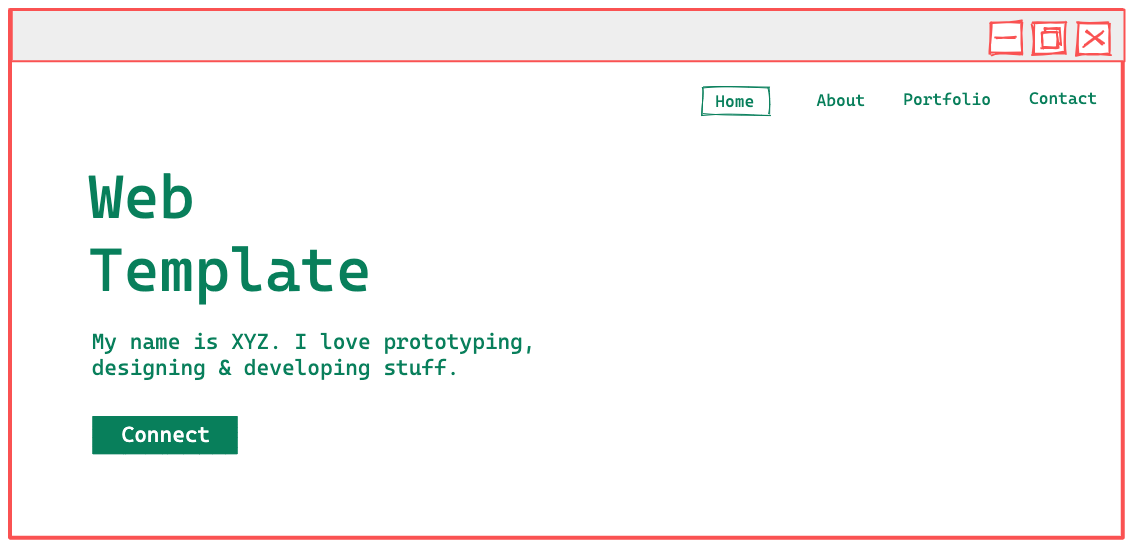 Home About Portfolio Contact
Web
Template
My name is XYZ. I love prototyping,
designing & developing stuff.
Connect